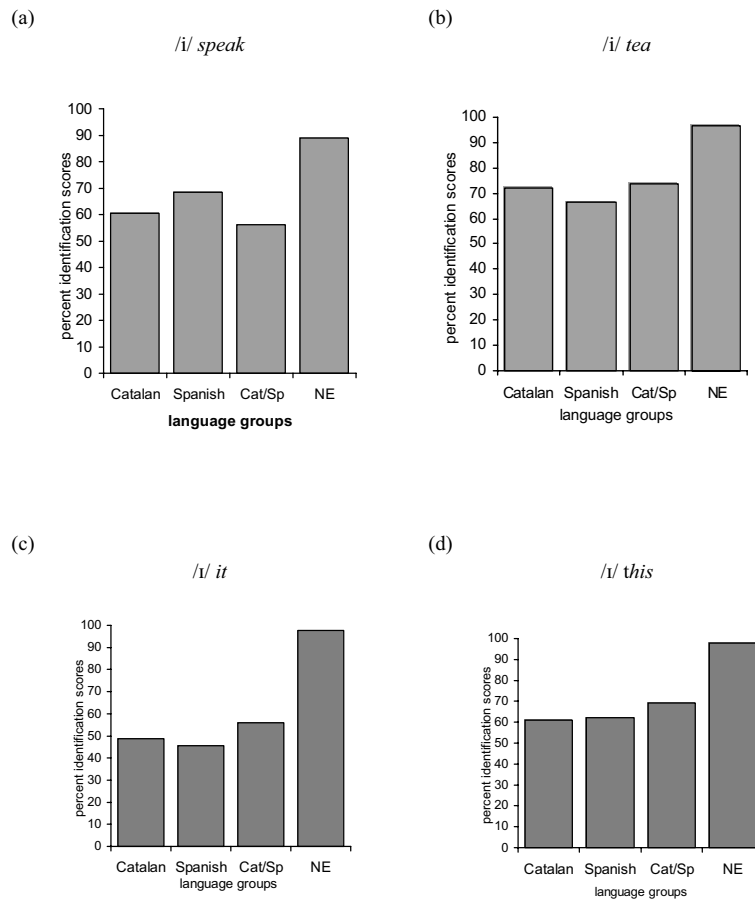 (a)
/i/ speak
100
90
80
70
60
50
40
30
20
10
0
percent identification scores
Catalan Spanish Cat/Sp NE
language groups
(b)
/i/ tea
100
90
80
70
60
50
40
30
20
10
0
percent identification scores
Catalan Spanish Cat/Sp NE
language groups
(c)
/ɪ/ it
100
90
80
70
60
50
40
30
20
10
0
percent identification scores
Catalan Spanish Cat/Sp NE
language groups
(d)
/ɪ/ this
100
90
80
70
60
50
40
30
20
10
0
percent identification scores
Catalan Spanish Cat/Sp NE
language groups